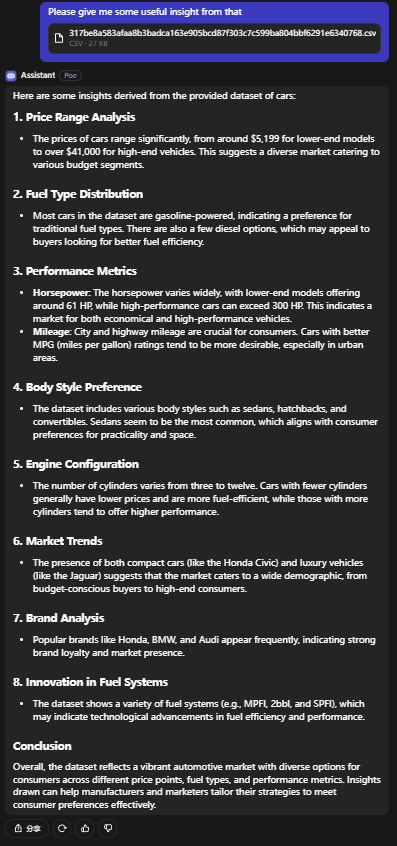 Please give me some useful insight from that
317be8a583afaa8b3badca163e905bcd87f303c7c599ba804bbf6291e6340768.csv
CSV · 27 KB
Assistant Poe
Here are some insights derived from the provided dataset of cars:
1. Price Range Analysis
• The prices of cars range significantly, from around $5,199 for lower-end models
to over $41,000 for high-end vehicles. This suggests a diverse market catering to
various budget segments.
2. Fuel Type Distribution
• Most cars in the dataset are gasoline-powered, indicating a preference for
traditional fuel types. There are also a few diesel options, which may appeal to
buyers looking for better fuel efficiency.
3. Performance Metrics
• Horsepower: The horsepower varies widely, with lower-end models offering
around 61 HP, while high-performance cars can exceed 300 HP. This indicates a
market for both economical and high-performance vehicles.
• Mileage: City and highway mileage are crucial for consumers. Cars with better
MPG (miles per gallon) ratings tend to be more desirable, especially in urban
areas.
4. Body Style Preference
• The dataset includes various body styles such as sedans, hatchbacks, and
convertibles. Sedans seem to be the most common, which aligns with consumer
preferences for practicality and space.
5. Engine Configuration
• The number of cylinders varies from three to twelve. Cars with fewer cylinders
generally have lower prices and are more fuel-efficient, while those with more
cylinders tend to offer higher performance.
6. Market Trends
• The presence of both compact cars (like the Honda Civic) and luxury vehicles
(like the Jaguar) suggests that the market caters to a wide demographic, from
budget-conscious buyers to high-end consumers.
7. Brand Analysis
• Popular brands like Honda, BMW, and Audi appear frequently, indicating strong
brand loyalty and market presence.
8. Innovation in Fuel Systems
• The dataset shows a variety of fuel systems (e.g., MPFI, 2bbl, and SPFI), which
may indicate technological advancements in fuel efficiency and performance.
Conclusion
Overall, the dataset reflects a vibrant automotive market with diverse options for
consumers across different price points, fuel types, and performance metrics. Insights
drawn can help manufacturers and marketers tailor their strategies to meet
consumer preferences effectively.
分享